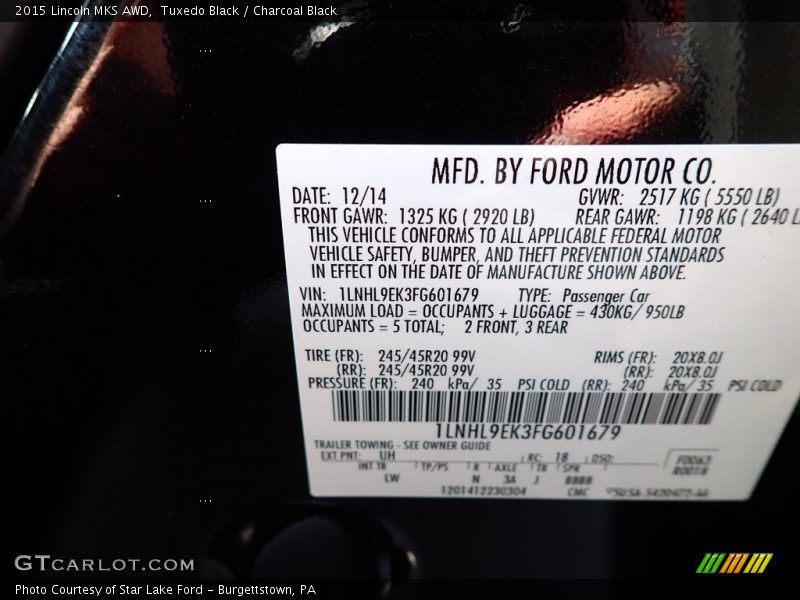 2015 Lincoln MKS AWD, Tuxedo Black / Charcoal Black
MFD. BY FORD MOTOR CO.
DATE: 12/14 GVWR: 2517 KG ( 5550 LB)
FRONT GAWR: 1325 KG ( 2920 LB) REAR GAWR: 1198 KG ( 2640 L
THIS VEHICLE CONFORMS TO ALL APPLICABLE FEDERAL MOTOR
VEHICLE SAFETY, BUMPER, AND THEFT PREVENTION STANDARDS
IN EFFECT ON THE DATE OF MANUFACTURE SHOWN ABOVE.
VIN: 1LNHL9EK3FG601679 TYPE: Passenger Car
MAXIMUM LOAD = OCCUPANTS + LUGGAGE = 430KG/ 950LB
OCCUPANTS = 5 TOTAL; 2 FRONT, 3 REAR
TIRE (FR): 245/45R20 99V RIMS (FR): 20X8.0J
(RR): 245/45R20 99V (RR): 20X8.0J
PRESSURE (FR): 240 kPa/ 35 PSI COLD (RR): 240 kPa/ 35 PSI COLD
1LNHL9EK3FG601679
TRAILER TOWING - SEE OWNER GUIDE
EXT PNT: UH RC: 18 DSO: F0063
R0018
INT TR TP/PS R AXLE TR SPR
LW N 3A J BBBB
1201412230304 CMC
GTCARLOT.COM
Photo Courtesy of Star Lake Ford - Burgettstown, PA